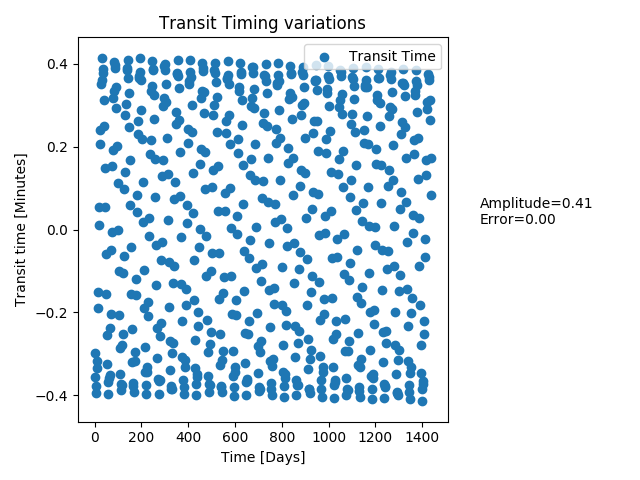 Transit Timing variations
Transit Time
Transit time [Minutes]
0.4
0.2
0.0
−0.2
−0.4
0 200 400 600 800 1000 1200 1400
Time [Days]
Amplitude=0.41
Error=0.00